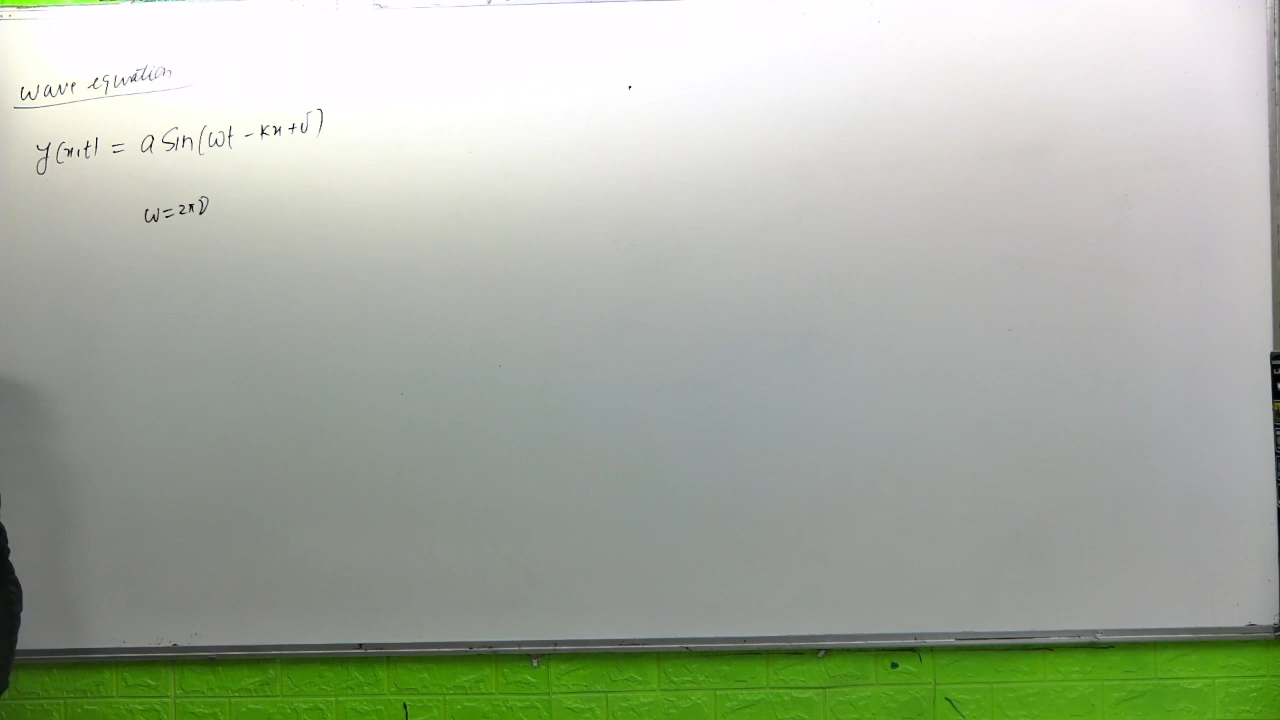 wave equation
y(x,t) = a Sin(ωt - kx + δ)
ω = 2πν